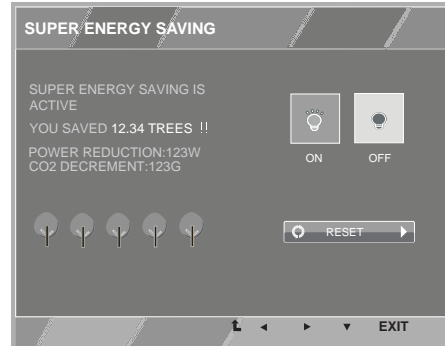 SUPER ENERGY SAVING
SUPER ENERGY SAVING IS
ACTIVE
YOU SAVED 12.34 TREES !!
POWER REDUCTION:123W
CO2 DECREMENT:123G
ON
OFF
RESET
EXIT